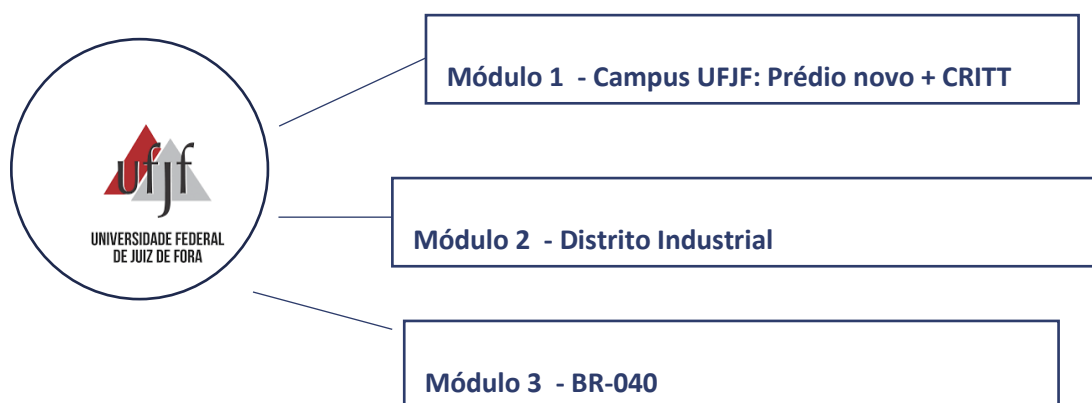 Módulo 1 - Campus UFJF: Prédio novo + CRITT
ufjf
UNIVERSIDADE FEDERAL
DE JUIZ DE FORA
Módulo 2 - Distrito Industrial
Módulo 3 - BR-040